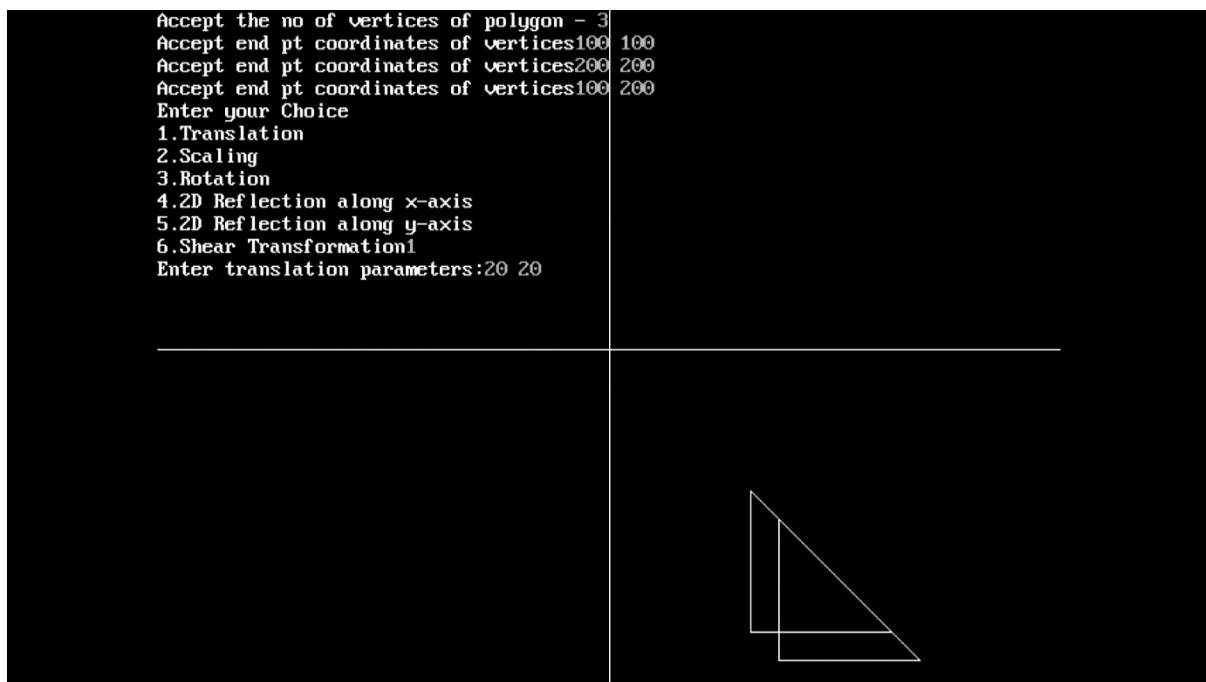 Accept the no of vertices of polygon - 3
Accept end pt coordinates of vertices100 100
Accept end pt coordinates of vertices200 200
Accept end pt coordinates of vertices100 200
Enter your Choice
1.Translation
2.Scaling
3.Rotation
4.2D Reflection along x-axis
5.2D Reflection along y-axis
6.Shear Transformation1
Enter translation parameters:20 20